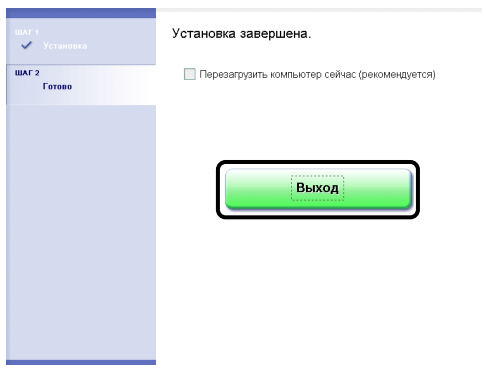 ШАГ 1
Установка
ШАГ 2
Готово
Установка завершена.
Перезагрузить компьютер сейчас (рекомендуется)
Выход